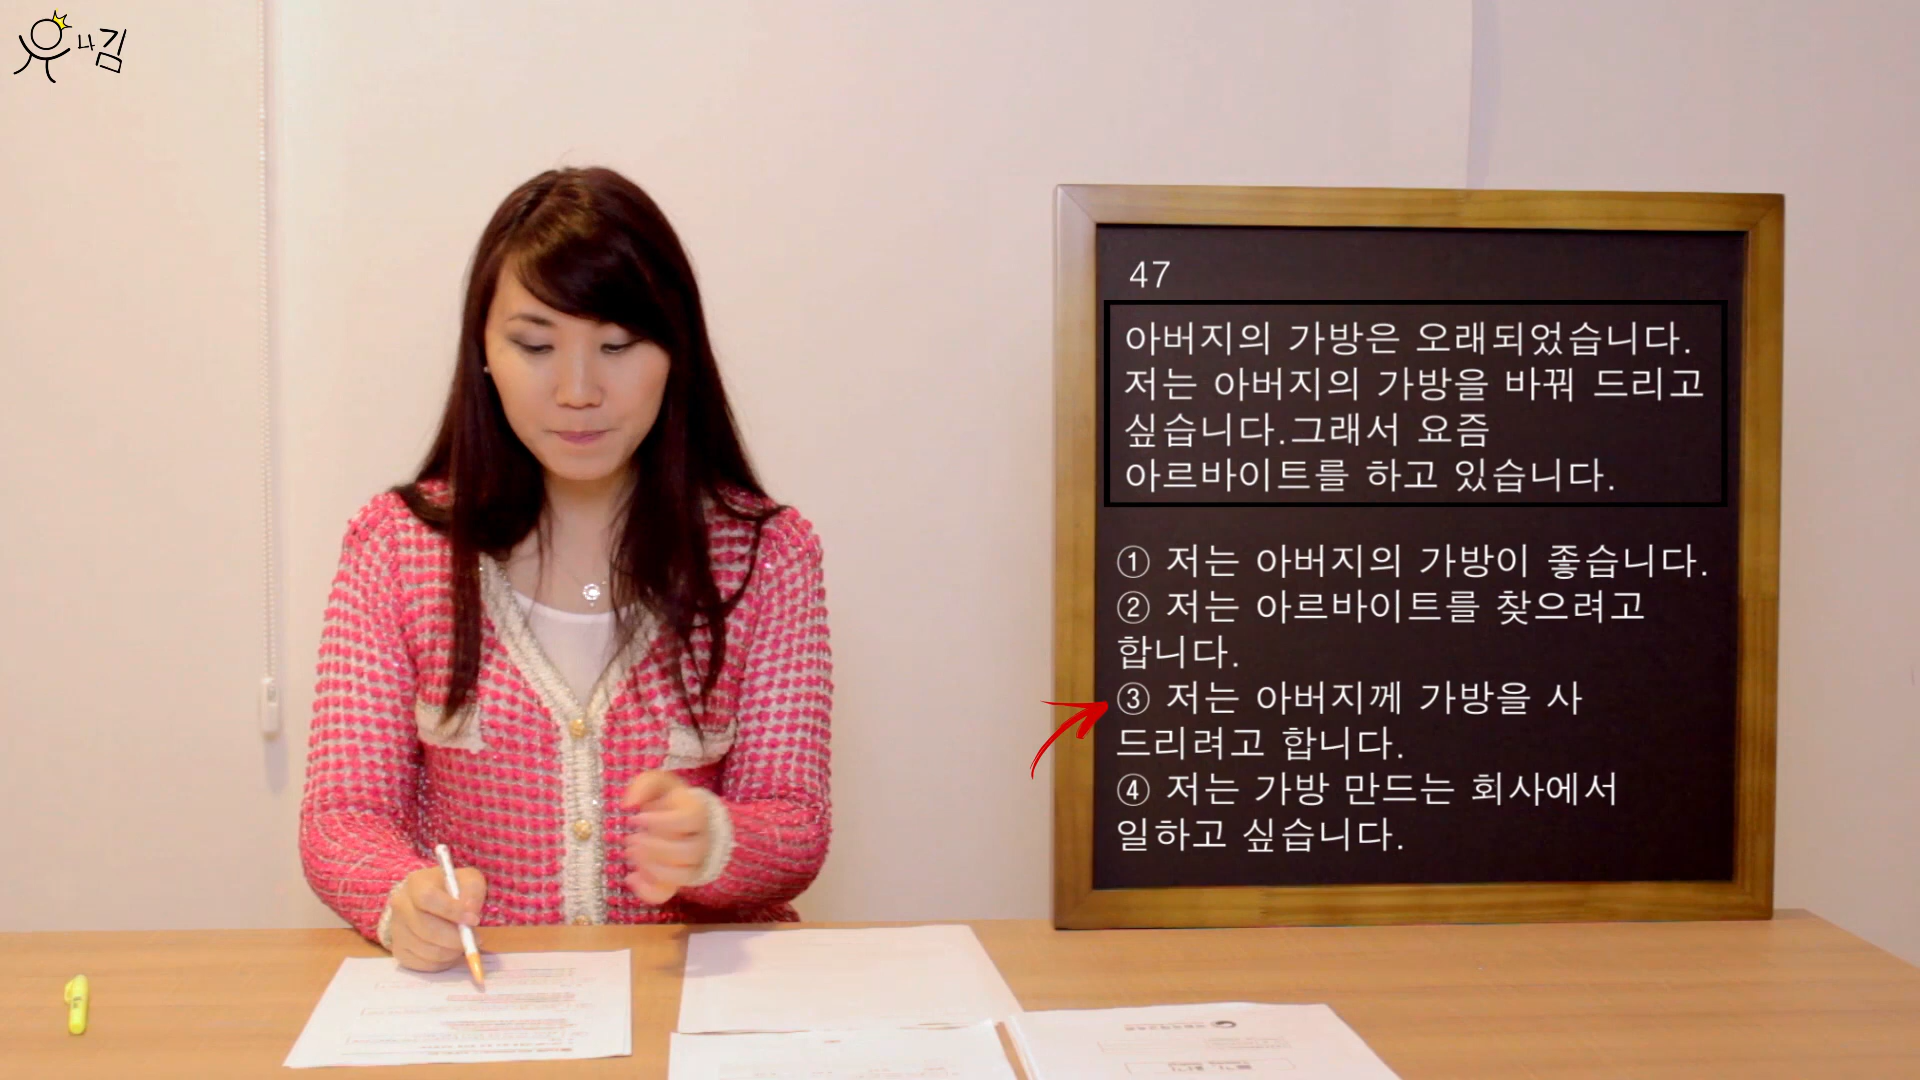 유나김
47
아버지의 가방은 오래되었습니다.
저는 아버지의 가방을 바꿔 드리고
싶습니다.그래서 요즘
아르바이트를 하고 있습니다.
① 저는 아버지의 가방이 좋습니다.
② 저는 아르바이트를 찾으려고
합니다.
③ 저는 아버지께 가방을 사
드리려고 합니다.
④ 저는 가방 만드는 회사에서
일하고 싶습니다.